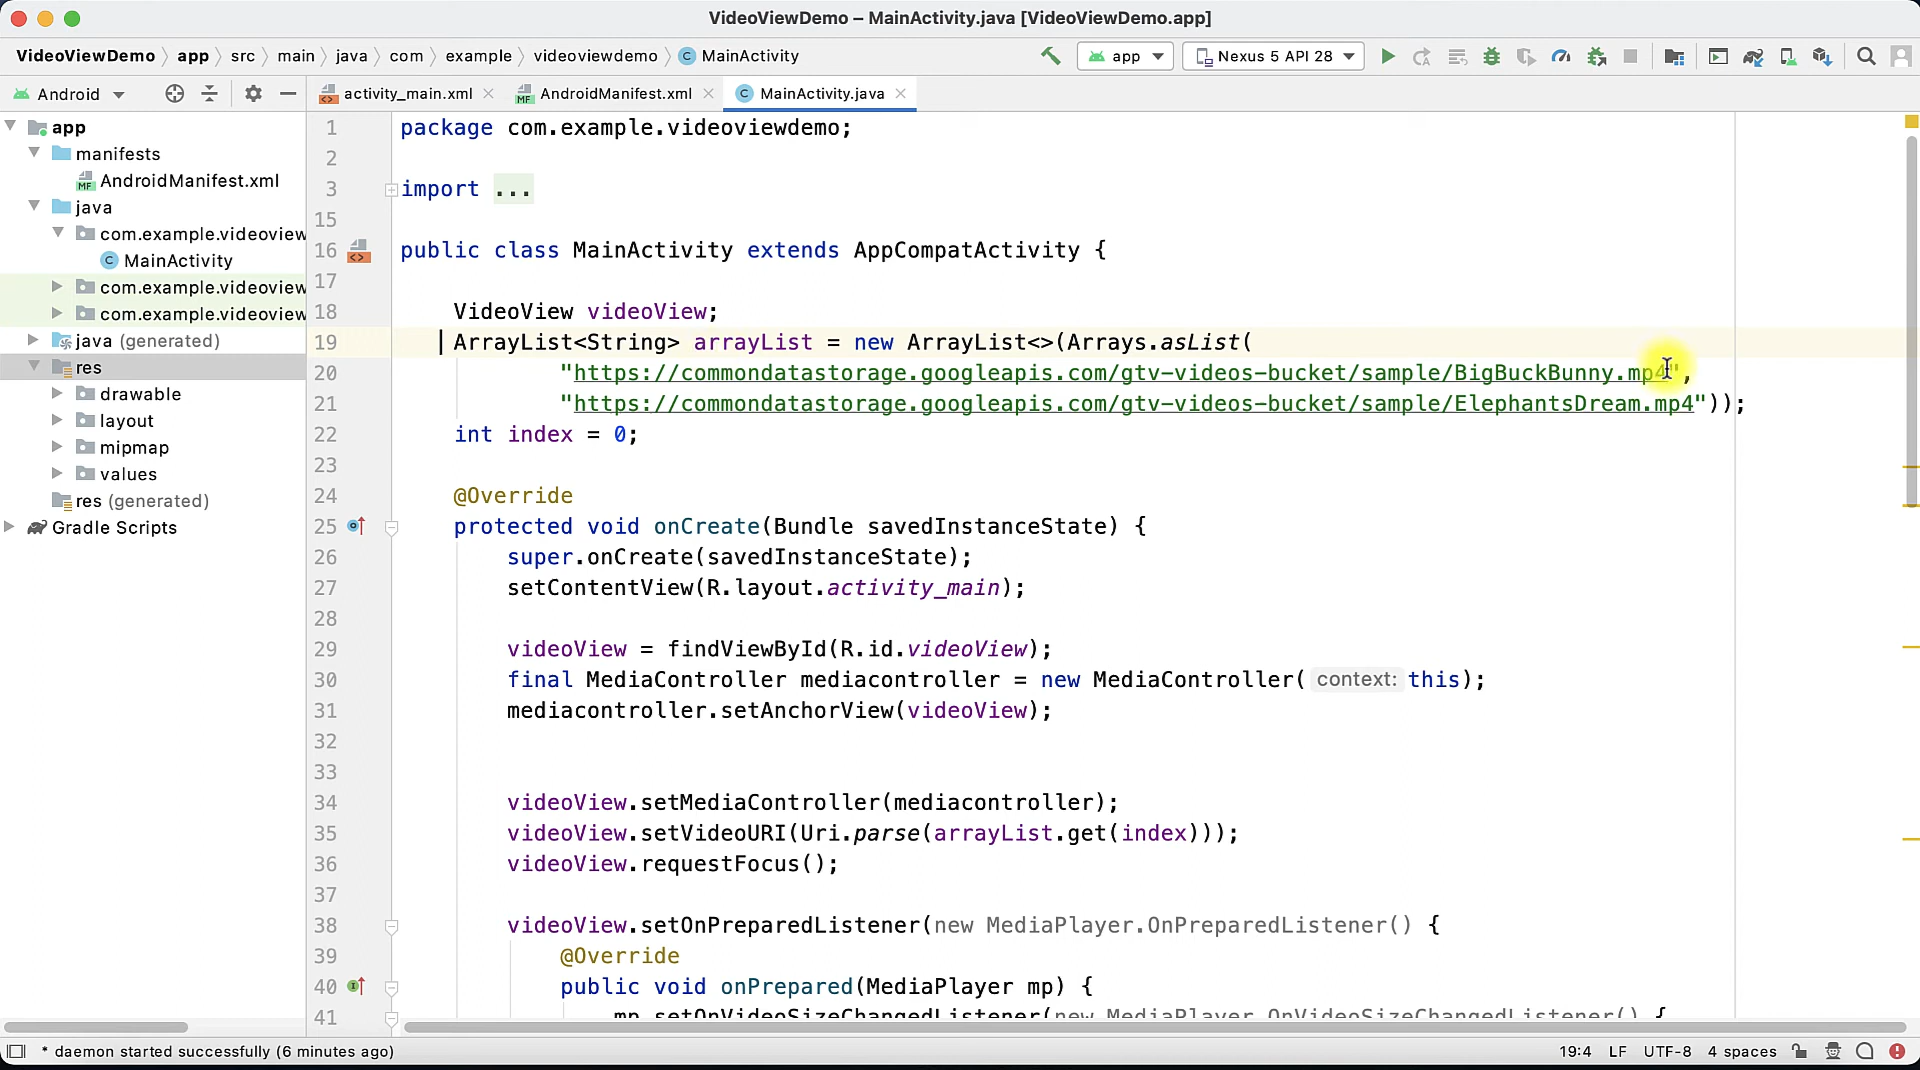 VideoViewDemo – MainActivity.java [VideoViewDemo.app]
VideoViewDemo app src main java com example videoviewdemo MainActivity app Nexus 5 API 28
Android
activity_main.xml AndroidManifest.xml MainActivity.java
app
manifests
AndroidManifest.xml
java
com.example.videoview
MainActivity
com.example.videoview
com.example.videoview
java (generated)
res
drawable
layout
mipmap
values
res (generated)
Gradle Scripts
1 package com.example.videoviewdemo;
2
3 import ...
15
16 public class MainActivity extends AppCompatActivity {
17
18 VideoView videoView;
19 ArrayList<String> arrayList = new ArrayList<>(Arrays.asList(
20 "https://commondatastorage.googleapis.com/gtv-videos-bucket/sample/BigBuckBunny.mp4",
21 "https://commondatastorage.googleapis.com/gtv-videos-bucket/sample/ElephantsDream.mp4"));
22 int index = 0;
23
24 @Override
25 protected void onCreate(Bundle savedInstanceState) {
26 super.onCreate(savedInstanceState);
27 setContentView(R.layout.activity_main);
28
29 videoView = findViewById(R.id.videoView);
30 final MediaController mediacontroller = new MediaController( context: this);
31 mediacontroller.setAnchorView(videoView);
32
33
34 videoView.setMediaController(mediacontroller);
35 videoView.setVideoURI(Uri.parse(arrayList.get(index)));
36 videoView.requestFocus();
37
38 videoView.setOnPreparedListener(new MediaPlayer.OnPreparedListener() {
39 @Override
40 public void onPrepared(MediaPlayer mp) {
41 mp.setOnVideoSizeChangedListener(new MediaPlayer.OnVideoSizeChangedListener() {
* daemon started successfully (6 minutes ago) 19:4 LF UTF-8 4 spaces